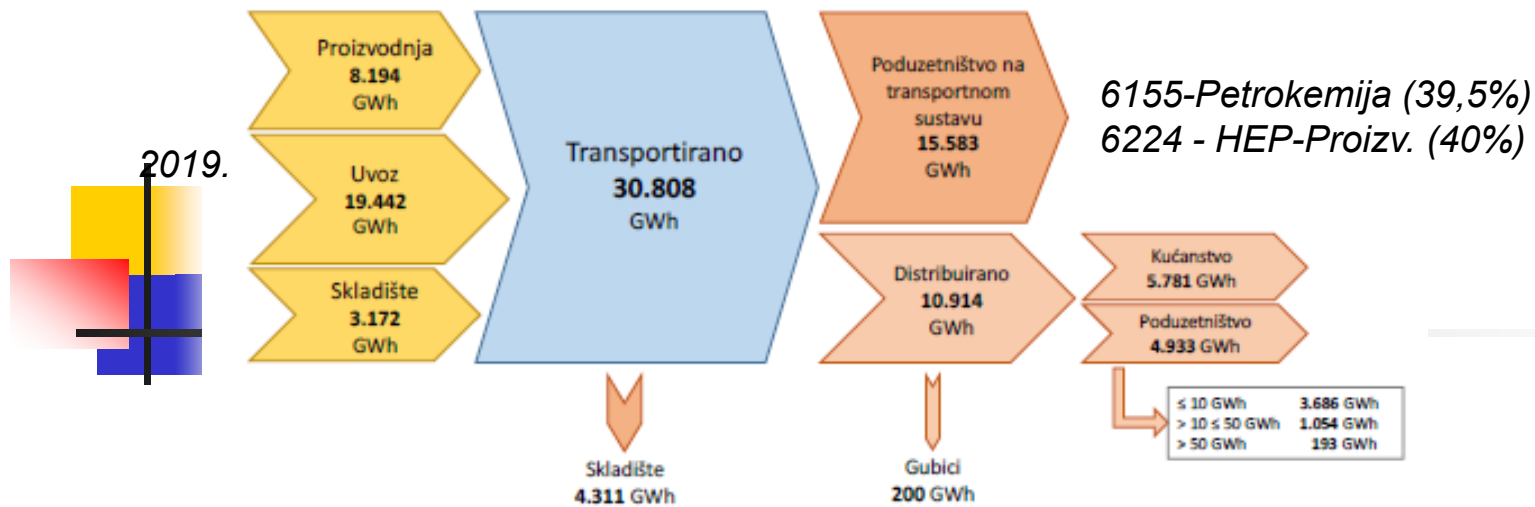 2019.
Proizvodnja
8.194
GWh
Uvoz
19.442
GWh
Skladište
3.172
GWh
Transportirano
30.808
GWh
Skladište
4.311 GWh
Poduzetništvo na
transportnom
sustavu
15.583
GWh
6155-Petrokemija (39,5%)
6224 - HEP-Proizv. (40%)
Distribuirano
10.914
GWh
Gubici
200 GWh
Kućanstvo
5.781 GWh
Poduzetništvo
4.933 GWh
≤ 10 GWh 3.686 GWh
> 10 ≤ 50 GWh 1.054 GWh
> 50 GWh 193 GWh